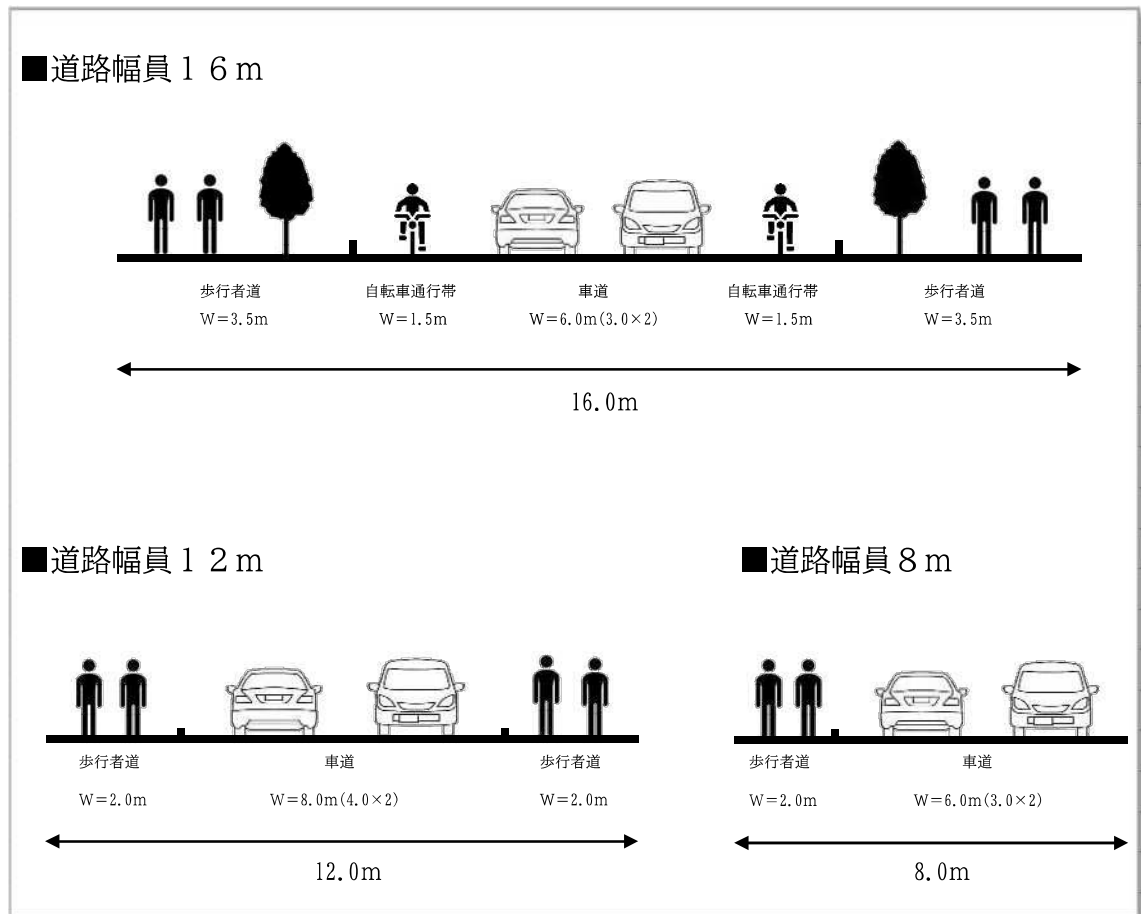 ■道路幅員１６ｍ
歩行者道 自転車通行帯 車道 自転車通行帯 歩行者道
W=3.5m W=1.5m W=6.0m(3.0×2) W=1.5m W=3.5m
16.0m
■道路幅員１２ｍ
歩行者道 車道 歩行者道
W=2.0m W=8.0m(4.0×2) W=2.0m
12.0m
■道路幅員８ｍ
歩行者道 車道
W=2.0m W=6.0m(3.0×2)
8.0m